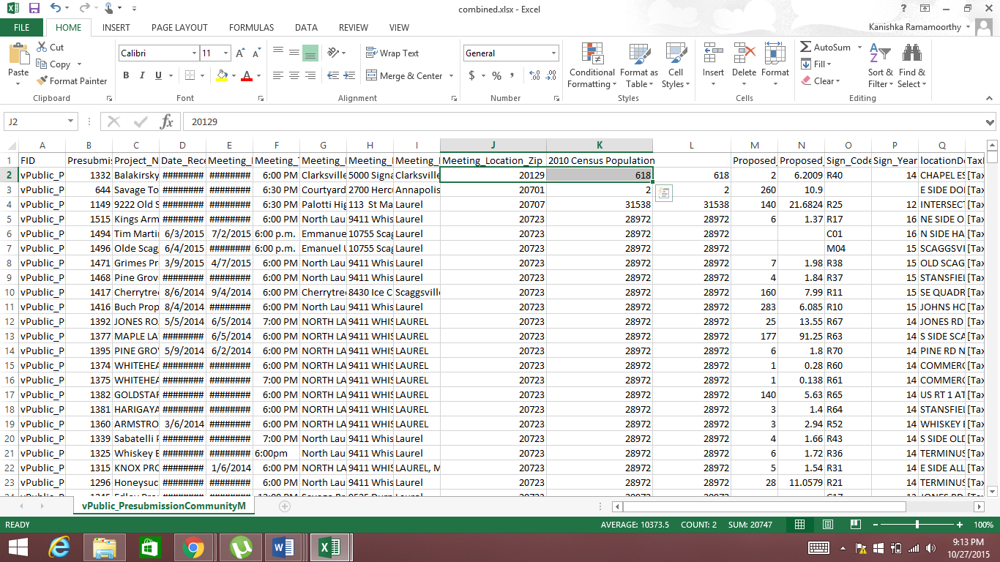 combined.xlsx - Excel
FILE HOME INSERT PAGE LAYOUT FORMULAS DATA REVIEW VIEW Kanishka Ramamoorthy
Paste Cut Copy Format Painter Calibri 11 Wrap Text Merge & Center General Conditional Formatting Format as Table Cell Styles Insert Delete Format AutoSum Fill Clear Sort & Filter Find & Select
Clipboard Font Alignment Number Styles Cells Editing
J2 20129
A B C D E F G H I J K L M N O P Q
1 FID Presubmis Project_N Date_Rece Meeting_ Meeting_ Meeting_ Meeting_ Meeting_ Meeting_Location_Zip 2010 Census Population Proposed_ Proposed_ Sign_Code Sign_Year locationDe Tax
2 vPublic_P 1332 Balakirsky ######## ######## 6:00 PM Clarksville 5000 Signa Clarksville 20129 618 618 2 6.2009 R40 14 CHAPEL ES [Tax
3 vPublic_P 644 Savage To ######## ######## 6:30 PM Courtyard 2700 Herc Annapolis 20701 2 2 260 10.9 E SIDE DO [Tax
4 vPublic_P 1149 9222 Old S ######## ######## 6:30 PM Palotti Hig 113 St Ma Laurel 20707 31538 31538 140 21.6824 R25 12 INTERSECT [Tax
5 vPublic_P 1515 Kings Arm ######## ######## 6:00 PM North Lau 9411 Whis Laurel 20723 28972 28972 6 1.37 R17 16 NE SIDE O [Tax
6 vPublic_P 1494 Tim Marti 6/3/2015 7/2/2015 6:00 p.m. Emmanue 10755 Scag Laurel 20723 28972 28972 C01 16 N SIDE HA [Tax
7 vPublic_P 1496 Olde Scag 6/4/2015 ######## 6:00 p.m. Emanuel U 10755 Scag Laurel 20723 28972 28972 M04 15 SCAGGSVI [Tax
8 vPublic_P 1471 Grimes Pr 3/9/2015 4/7/2015 6:00 PM North Lau 9411 Whis Laurel 20723 28972 28972 7 1.98 R38 15 OLD SCAG [Tax
9 vPublic_P 1468 Pine Grov ######## ######## 6:00 PM North Lau 9411 Whis Laurel 20723 28972 28972 4 1.84 R37 15 STANSFIEL [Tax
10 vPublic_P 1417 Cherrytree 8/6/2014 9/4/2014 6:00 PM Cherrytree 8430 Ice C Scaggsville 20723 28972 28972 160 7.99 R11 15 SE QUADR [Tax
11 vPublic_P 1416 Buch Prop 8/4/2014 ######## 6:00 PM North Lau 9411 Whis Laurel 20723 28972 28972 283 6.085 R10 15 JOHNS HO [Tax
12 vPublic_P 1392 JONES RO 5/5/2014 6/5/2014 7:00 PM NORTH LA 9411 WHIS LAUREL 20723 28972 28972 25 13.55 R67 14 JONES RD [Tax
13 vPublic_P 1377 MAPLE LA ######## 6/5/2014 6:00 PM NORTH LA 9411 WHIS LAUREL 20723 28972 28972 177 91.25 R63 14 S SIDE SCA [Tax
14 vPublic_P 1395 PINE GRO 5/9/2014 6/2/2014 6:00 PM NORTH LA 9411 WHIS LAUREL 20723 28972 28972 6 1.8 R70 14 PINE RD N [Tax
15 vPublic_P 1374 WHITEHEA ######## ######## 6:00 PM NORTH LA 9411 WHIS LAUREL 20723 28972 28972 1 0.28 R60 14 COMMERC [Tax
16 vPublic_P 1375 WHITEHEA ######## ######## 7:00 PM NORTH LA 9411 WHIS LAUREL 20723 28972 28972 1 0.138 R61 14 COMMERC [Tax
17 vPublic_P 1382 GOLDSTAR ######## ######## 6:00 PM NORTH LA 9411 WHIS LAUREL 20723 28972 28972 140 5.63 R65 14 US RT 1 AT [Tax
18 vPublic_P 1381 HARIGAYA ######## ######## 6:00 PM NORTH LA 9411 WHIS LAUREL 20723 28972 28972 3 1.4 R64 14 STANSFIEL [Tax
19 vPublic_P 1360 ARMSTRO 3/6/2014 ######## 6:00 PM NORTH LA 9411 WHIS LAUREL 20723 28972 28972 3 2.94 R52 14 WHISKEY [Tax
20 vPublic_P 1339 Sabatelli ######## ######## 7:00 PM North Lau 9411 Whis Laurel 20723 28972 28972 4 1.66 R43 14 S SIDE OLD [Tax
21 vPublic_P 1325 Whiskey ######## ######## 6:00pm North Lau 9411 Whis Laurel 20723 28972 28972 6 1.72 R36 14 TERMINUS [Tax
22 vPublic_P 1315 KNOX PRO ######## 1/6/2014 6:00 PM NORTH LA 9411 WHIS LAUREL, M 20723 28972 28972 5 1.54 R31 14 E SIDE ALL [Tax
23 vPublic_P 1296 Honeysuc ######## ######## 6:00 PM North Lau 9411 Whis Laurel 20723 28972 28972 28 11.0579 R21 14 TERMINUS [Tax
vPublic_PresubmissionCommunityM
READY AVERAGE: 10373.5 COUNT: 2 SUM: 20747 100%
9:13 PM
10/27/2015